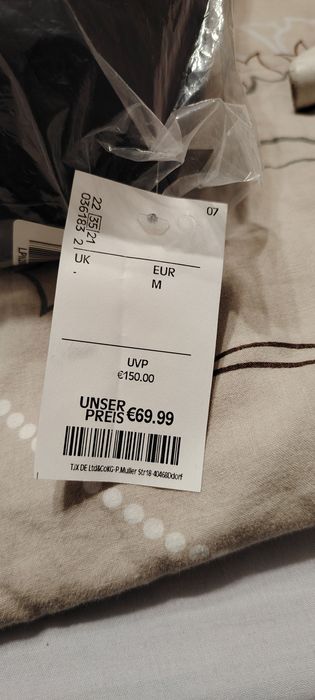 07
22 35 21
036183 2
UK EUR
- M
UVP
€150.00
UNSER
PREIS €69.99
TJX DE Ltd&CoKG-P.Muller Str18-40468Ddorf